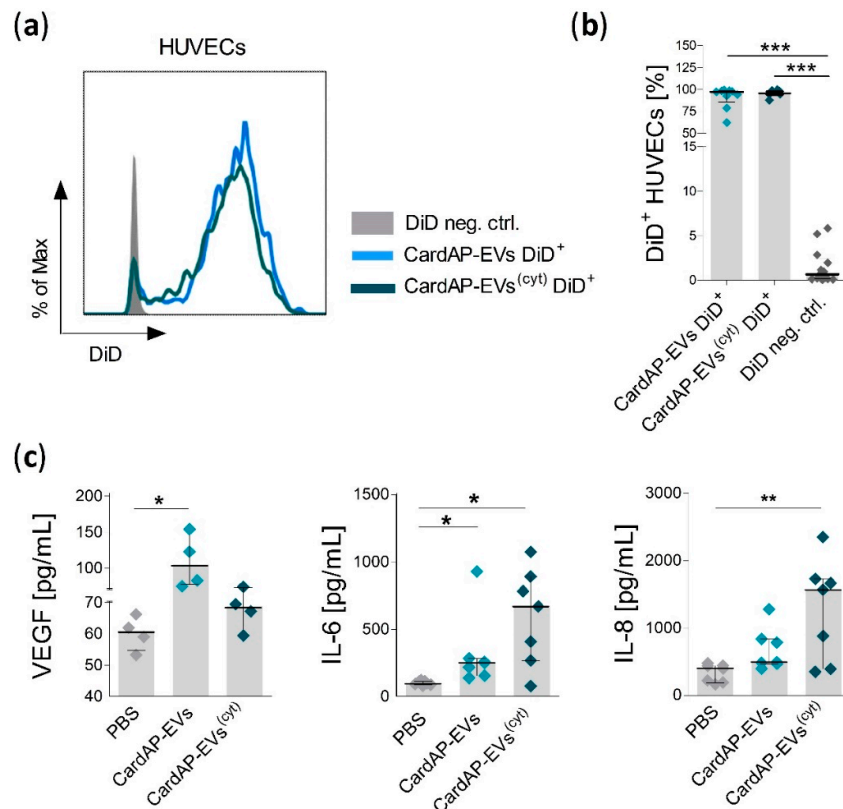 (a)
HUVECs
% of Max
DiD
DiD neg. ctrl.
CardAP-EVs DiD⁺
CardAP-EVs⁽ᶜʸᵗ⁾ DiD⁺
(b)
DiD⁺ HUVECs [%]
150
125
100
75
50
15
10
5
0
***
***
CardAP-EVs DiD⁺
CardAP-EVs⁽ᶜʸᵗ⁾ DiD⁺
DiD neg. ctrl.
(c)
VEGF [pg/mL]
200
150
100
70
60
50
40
*
PBS
CardAP-EVs
CardAP-EVs⁽ᶜʸᵗ⁾
IL-6 [pg/mL]
1500
1000
500
0
*
*
PBS
CardAP-EVs
CardAP-EVs⁽ᶜʸᵗ⁾
IL-8 [pg/mL]
3000
2000
1000
0
**
PBS
CardAP-EVs
CardAP-EVs⁽ᶜʸᵗ⁾